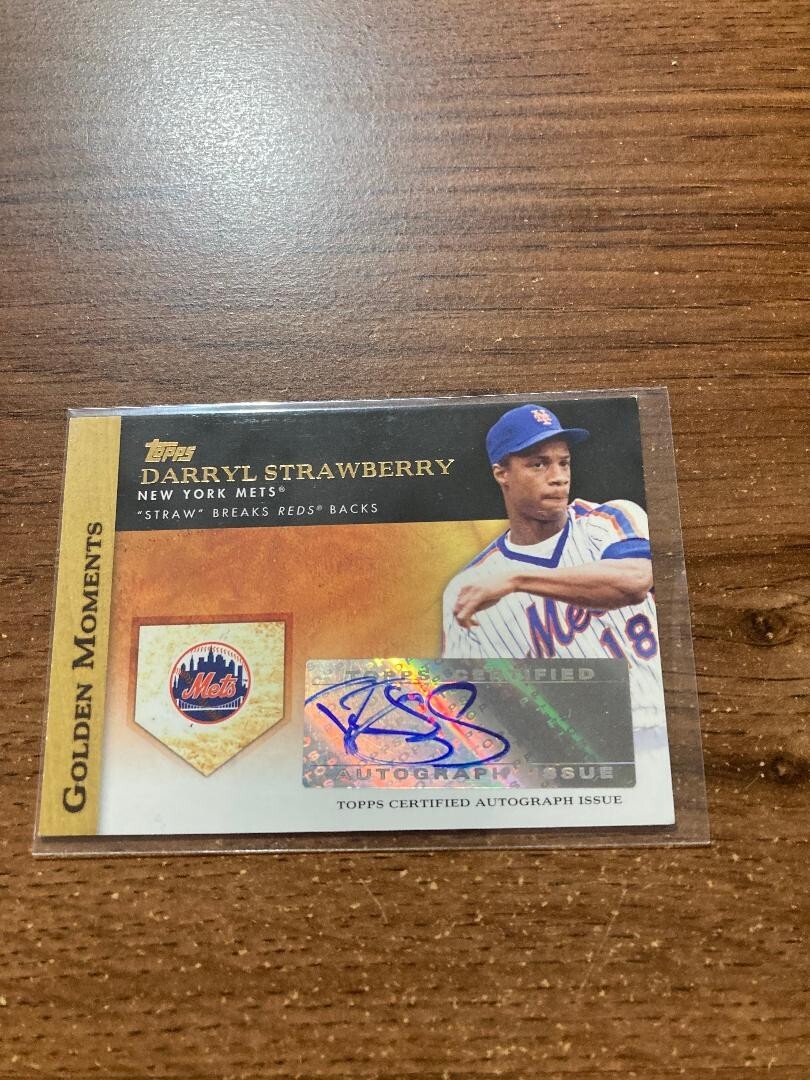 Topps
DARRYL STRAWBERRY
NEW YORK METS®
"STRAW" BREAKS REDS® BACKS
GOLDEN MOMENTS
Mets
Mets
18
TOPPS CERTIFIED
AUTOGRAPH ISSUE
TOPPS CERTIFIED AUTOGRAPH ISSUE